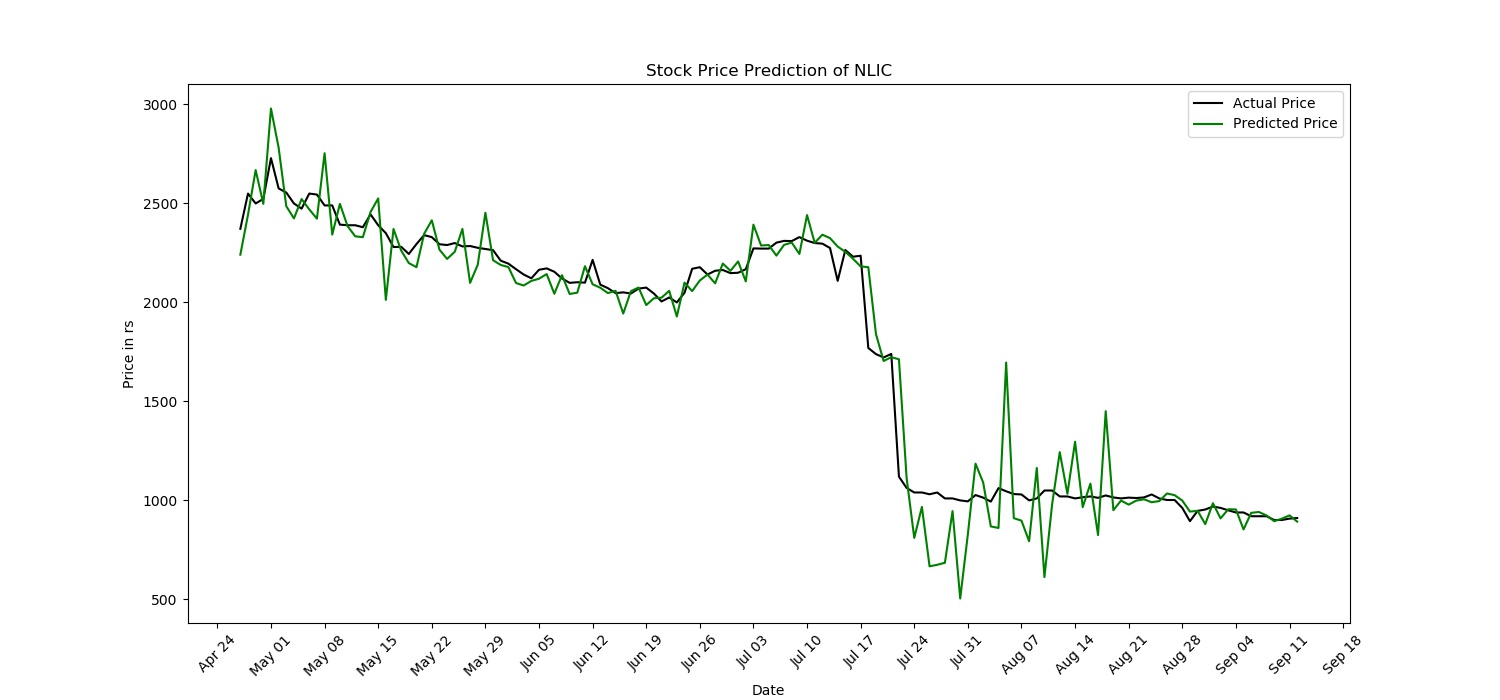 Stock Price Prediction of NLIC
Actual Price
Predicted Price
3000
2500
2000
1500
1000
500
Price in rs
Apr 24
May 01
May 08
May 15
May 22
May 29
Jun 05
Jun 12
Jun 19
Jun 26
Jul 03
Jul 10
Jul 17
Jul 24
Jul 31
Aug 07
Aug 14
Aug 21
Aug 28
Sep 04
Sep 11
Sep 18
Date